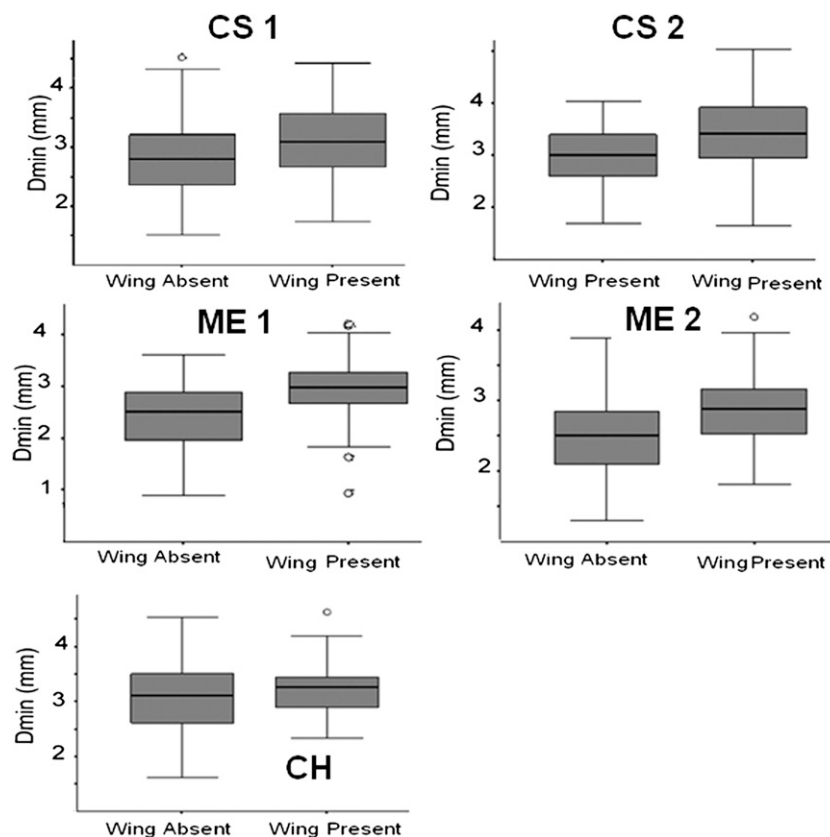 CS 1
Dmin (mm)
4
3
2
Wing Absent Wing Present
CS 2
Dmin (mm)
4
3
2
Wing Present Wing Present
ME 1
Dmin (mm)
4
3
2
1
Wing Absent Wing Present
ME 2
Dmin (mm)
4
3
2
Wing Absent Wing Present
CH
Dmin (mm)
4
3
2
Wing Absent Wing Present